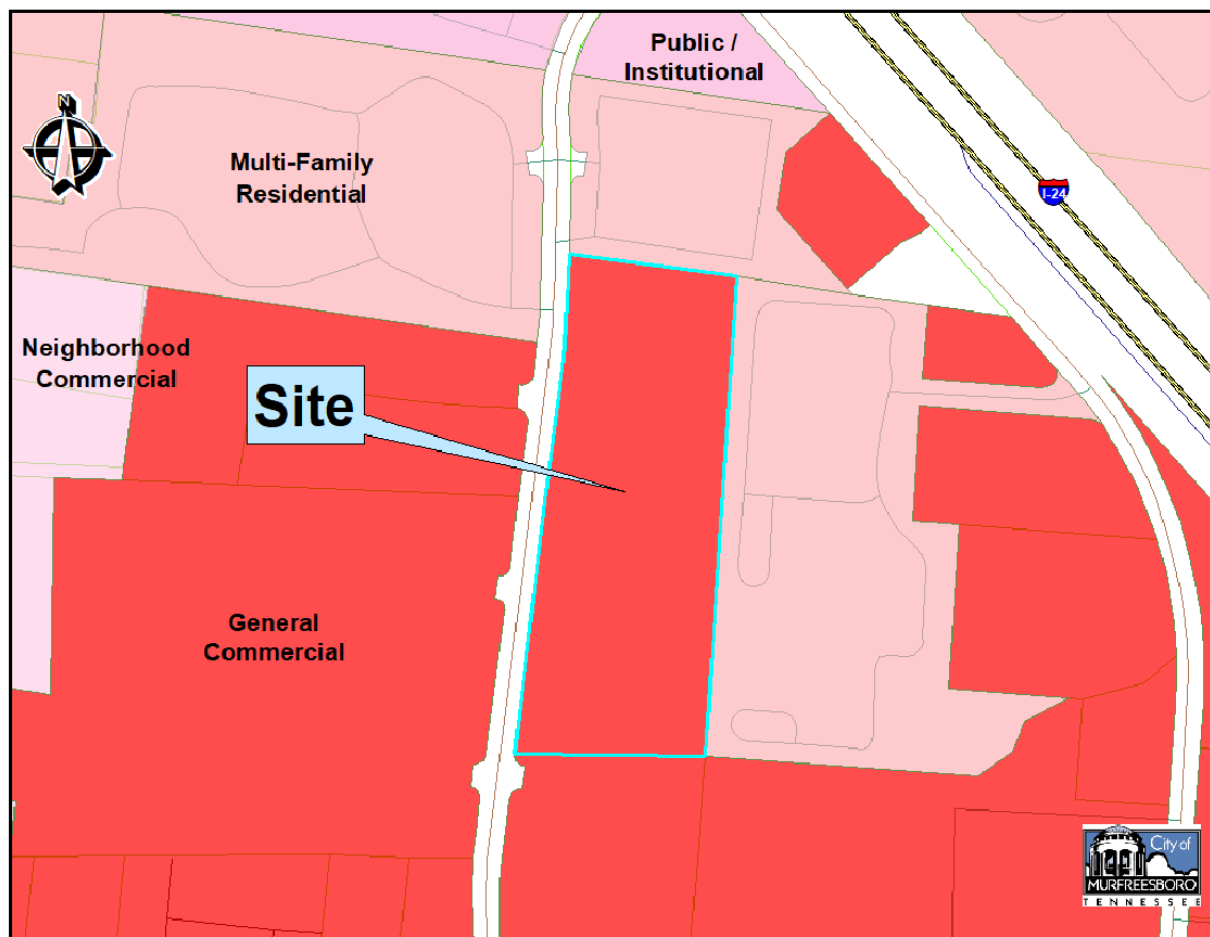 Public /
Institutional
N
Multi-Family
Residential
I-24
Neighborhood
Commercial
Site
General
Commercial
City of
MURFREESBORO
TENNESSEE